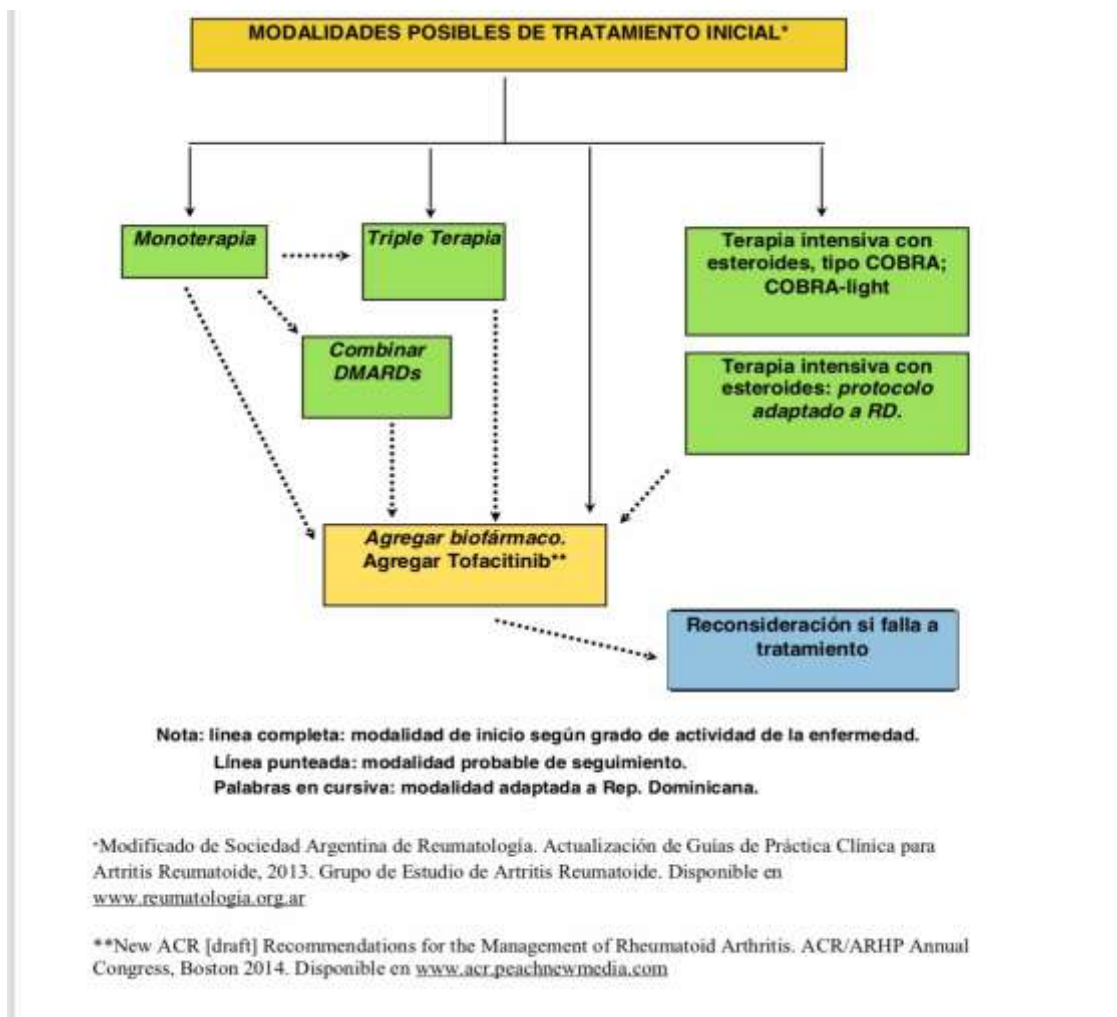 MODALIDADES POSIBLES DE TRATAMIENTO INICIAL*
Monoterapia
Triple Terapia
Terapia intensiva con
esteroides, tipo COBRA;
COBRA-light
Combinar
DMARDs
Terapia intensiva con
esteroides: protocolo
adaptado a RD.
Agregar biofármaco.
Agregar Tofacitinib**
Reconsideración si falla a
tratamiento
Nota: línea completa: modalidad de inicio según grado de actividad de la enfermedad.
Línea punteada: modalidad probable de seguimiento.
Palabras en cursiva: modalidad adaptada a Rep. Dominicana.
*Modificado de Sociedad Argentina de Reumatología. Actualización de Guías de Práctica Clínica para
Artritis Reumatoide, 2013. Grupo de Estudio de Artritis Reumatoide. Disponible en
www.reumatologia.org.ar
**New ACR [draft] Recommendations for the Management of Rheumatoid Arthritis. ACR/ARHP Annual
Congress, Boston 2014. Disponible en www.acr.peachnewmedia.com